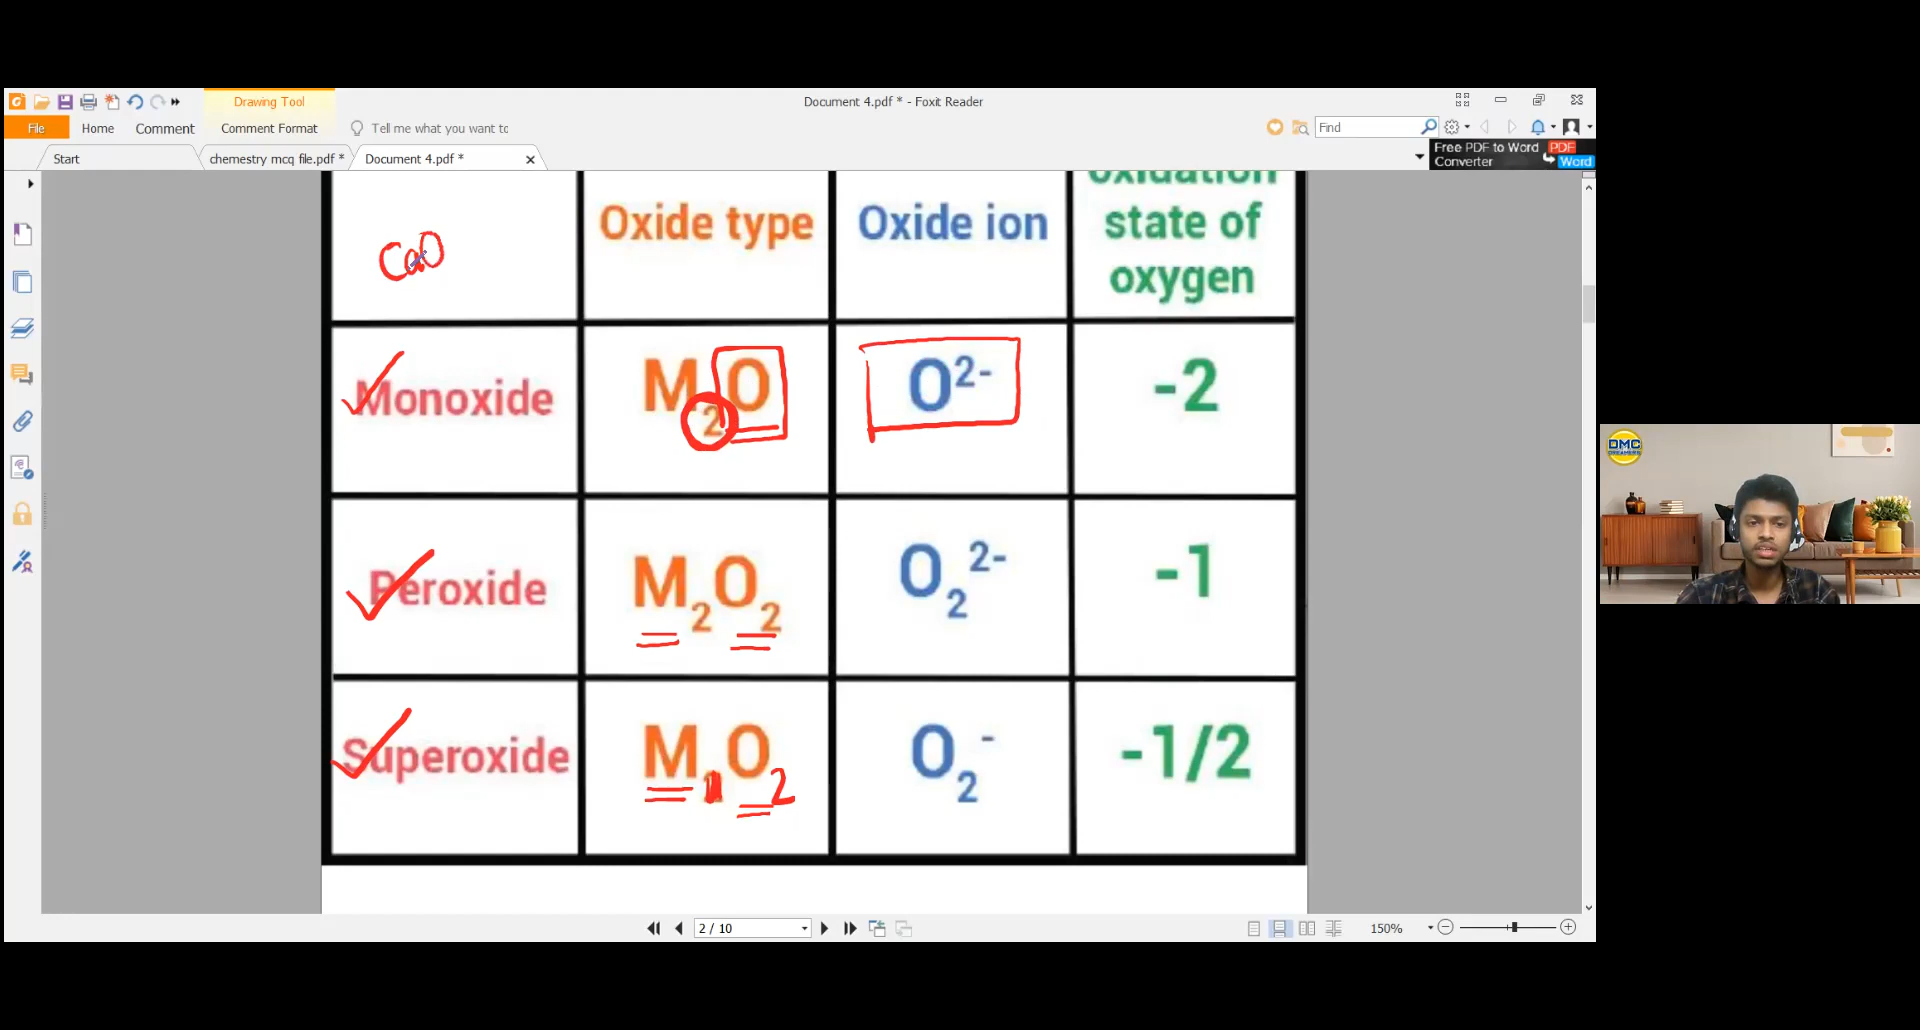 Drawing Tool
Document 4.pdf * - Foxit Reader
File Home Comment Comment Format Tell me what you want to Find
Start chemestry mcq file.pdf * Document 4.pdf *
Free PDF to Word Converter PDF Word
CaO
Oxide type
Oxide ion
oxidation
state of
oxygen
Monoxide M₂O O²⁻ -2
Peroxide M₂O₂ O₂²⁻ -1
Superoxide M₁O₂ O₂⁻ -1/2
DMC
DREAMERS
2 / 10
150%